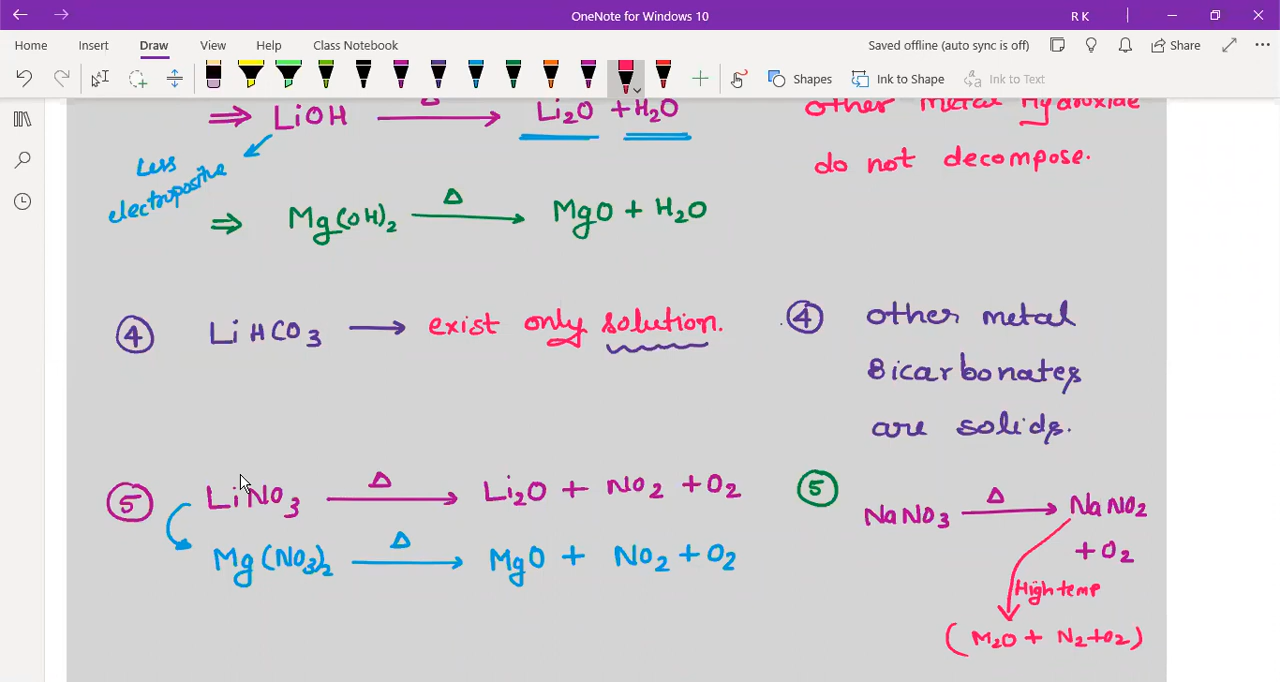 OneNote for Windows 10
R K
Home Insert Draw View Help Class Notebook
Saved offline (auto sync is off)
Share
Shapes
Ink to Shape
Ink to Text
⇒ LiOH Δ→ Li2O + H2O
Less
electropositive
other metal Hydroxide
do not decompose.
⇒ Mg(OH)2 Δ→ MgO + H2O
④ LiHCO3 → exist only solution.
④ other metal
Bicarbonates
are solids.
⑤ LiNO3 Δ→ Li2O + NO2 + O2
Mg(NO3)2 Δ→ MgO + NO2 + O2
⑤ NaNO3 Δ→ NaNO2
+ O2
High temp
(M2O + N2 + O2)